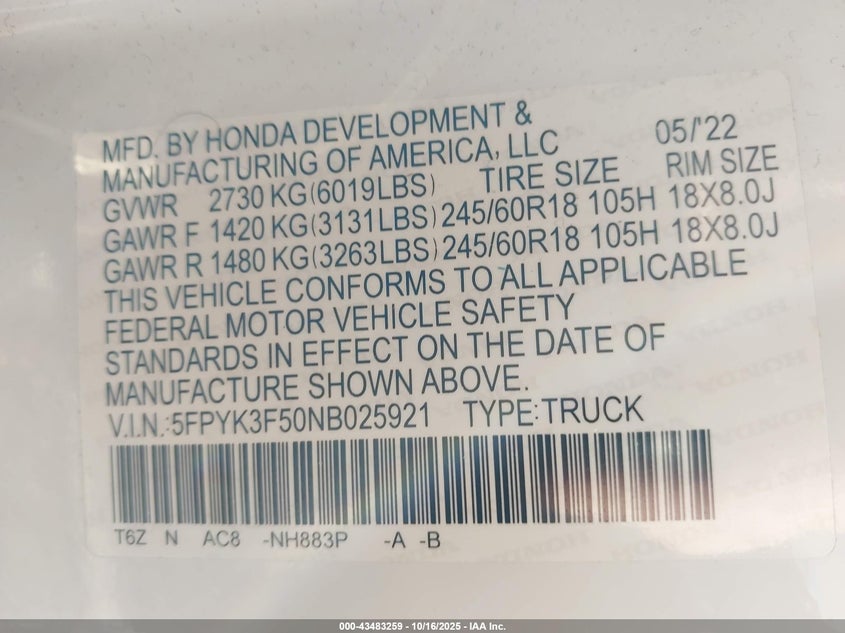 MFD. BY HONDA DEVELOPMENT &
MANUFACTURING OF AMERICA, LLC 05/'22
GVWR 2730 KG(6019LBS) TIRE SIZE RIM SIZE
GAWR F 1420 KG(3131LBS) 245/60R18 105H 18X8.0J
GAWR R 1480 KG(3263LBS) 245/60R18 105H 18X8.0J
THIS VEHICLE CONFORMS TO ALL APPLICABLE
FEDERAL MOTOR VEHICLE SAFETY
STANDARDS IN EFFECT ON THE DATE OF
MANUFACTURE SHOWN ABOVE.
V.I.N.:5FPYK3F50NB025921 TYPE:TRUCK
T6Z N AC8 -NH883P -A -B
000-43483259 - 10/16/2025 - IAA Inc.